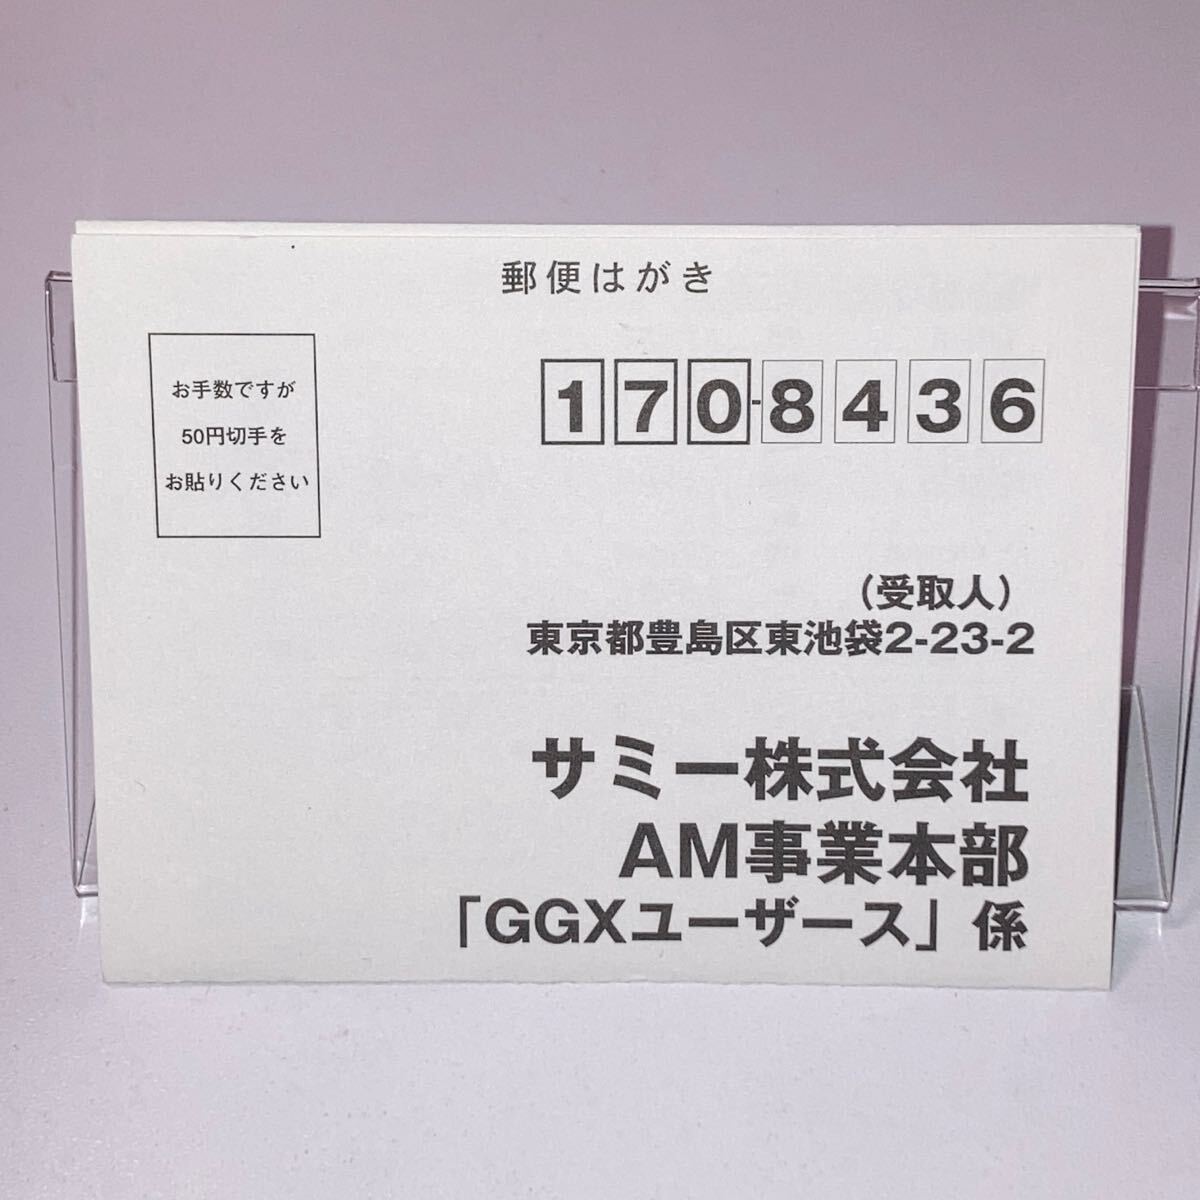 郵便はがき
お手数ですが
50円切手を
お貼りください
170-8436
(受取人)
東京都豊島区東池袋2-23-2
サミー株式会社
AM事業本部
「GGXユーザース」係